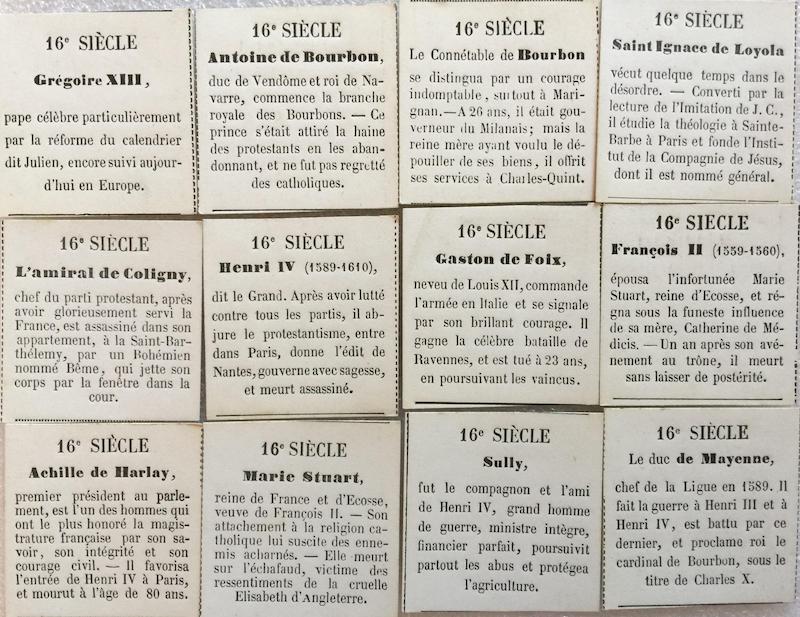 16e SIÈCLE
Grégoire XIII,
pape célèbre particulièrement
par la réforme du calendrier
dit Julien, encore suivi aujour-
d'hui en Europe.
16e SIÈCLE
Antoine de Bourbon,
duc de Vendôme et roi de Na-
varre, commence la branche
royale des Bourbons. — Ce
prince s'était attiré la haine
des protestants en les aban-
donnant, et ne fut pas regretté
des catholiques.
16e SIÈCLE
Le Connétable de Bourbon
se distingua par un courage
indomptable, surtout à Mari-
gnan. — A 26 ans, il était gou-
verneur du Milanais; mais la
reine mère ayant voulu le dé-
pouiller de ses biens, il offrit
ses services à Charles-Quint.
16e SIÈCLE
Saint Ignace de Loyola
vécut quelque temps dans le
désordre. — Converti par la
lecture de l'Imitation de J. C.,
il étudie la théologie à Sainte-
Barbe à Paris et fonde l'Insti-
tut de la Compagnie de Jésus,
dont il est nommé général.
16e SIÈCLE
L'amiral de Coligny,
chef du parti protestant, après
avoir glorieusement servi la
France, est assassiné dans son
appartement, à la Saint-Bar-
thélemy, par un Bohémien
nommé Bême, qui jette son
corps par la fenêtre dans la
cour.
16e SIÈCLE
Henri IV (1589-1610),
dit le Grand. Après avoir lutté
contre tous les partis, il ab-
jure le protestantisme, entre
dans Paris, donne l'édit de
Nantes, gouverne avec sagesse,
et meurt assassiné.
16e SIÈCLE
Gaston de Foix,
neveu de Louis XII, commande
l'armée en Italie et se signale
par son brillant courage. Il
gagne la célèbre bataille de
Ravennes, et est tué à 23 ans,
en poursuivant les vaincus.
16e SIÈCLE
François II (1559-1560),
épousa l'infortunée Marie
Stuart, reine d'Ecosse, et ré-
gna sous la funeste influence
de sa mère, Catherine de Mé-
dicis. — Un an après son avé-
nement au trône, il meurt
sans laisser de postérité.
16e SIÈCLE
Achille de Harlay,
premier président au parle-
ment, est l'un des hommes qui
ont le plus honoré la magis-
trature française par son sa-
voir, son intégrité et son
courage civil. — Il favorisa
l'entrée de Henri IV à Paris,
et mourut à l'âge de 80 ans.
16e SIÈCLE
Marie Stuart,
reine de France et d'Ecosse,
veuve de François II. — Son
attachement à la religion ca-
tholique lui suscite des enne-
mis acharnés. — Elle meurt
sur l'échafaud, victime des
ressentiments de la cruelle
Elisabeth d'Angleterre.
16e SIÈCLE
Sully,
fut le compagnon et l'ami
de Henri IV, grand homme
de guerre, ministre intègre,
financier parfait, poursuivit
partout les abus et protégea
l'agriculture.
16e SIÈCLE
Le duc de Mayenne,
chef de la Ligue en 1589. Il
fait la guerre à Henri III et à
Henri IV, est battu par ce
dernier, et proclame roi le
cardinal de Bourbon, sous le
titre de Charles X.